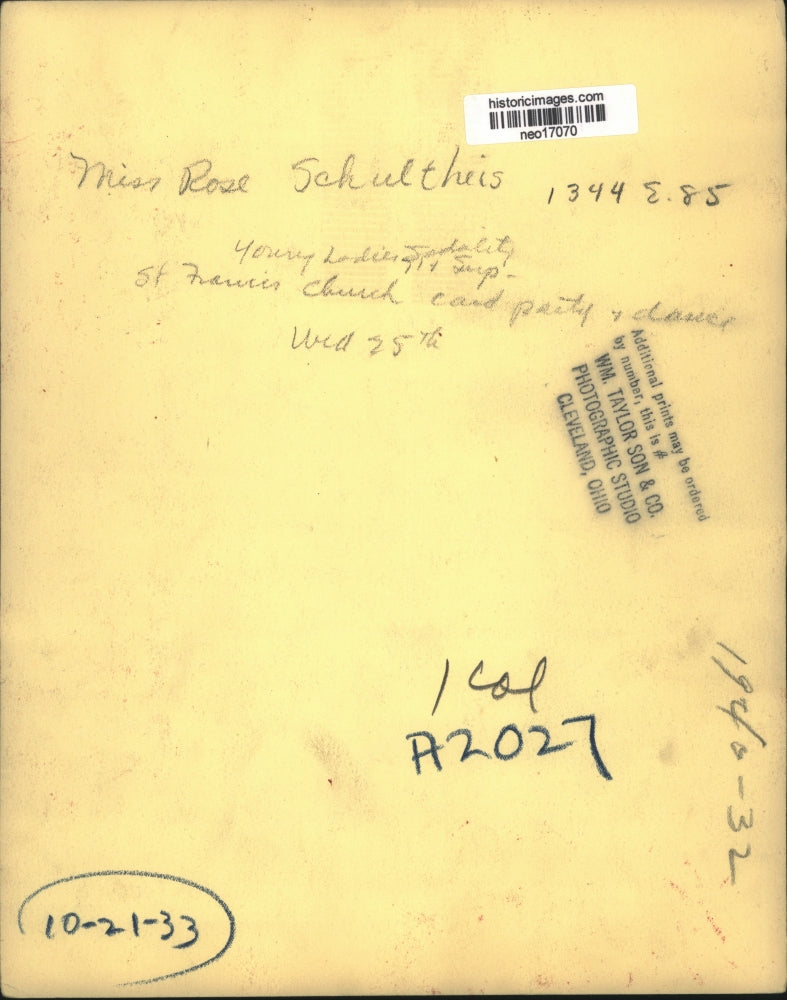 historicimages.com
neo17070
Miss Rose Schultheis 1344 E. 85
Young Ladies Sodality
St Francis Church card party & dance
Wed 25th
Additional prints may be ordered
by number, this is #
WM. TAYLOR SON & CO.
PHOTOGRAPHIC STUDIO
CLEVELAND, OHIO
1 Col
A2027
10-21-33